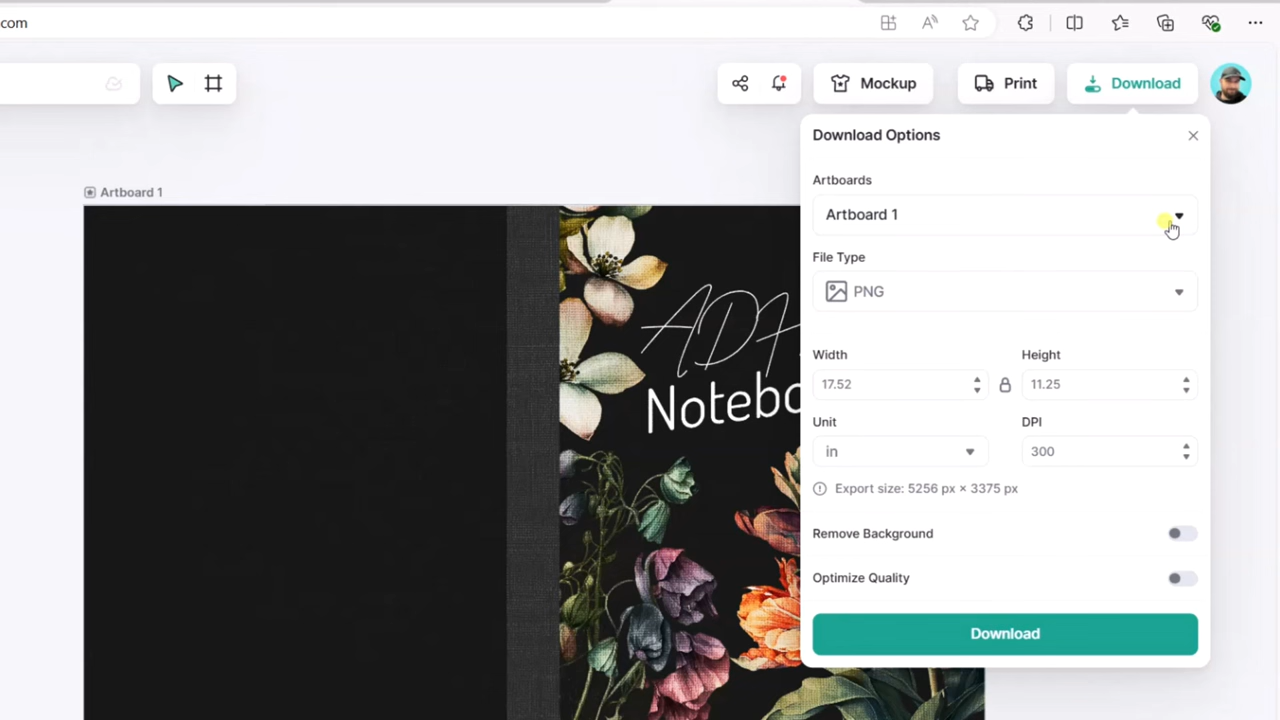 com
Mockup
Print
Download
Download Options
Artboard 1
Artboards
Artboard 1
File Type
PNG
Width
Height
17.52
11.25
Unit
DPI
in
300
Export size: 5256 px × 3375 px
Remove Background
Optimize Quality
Download